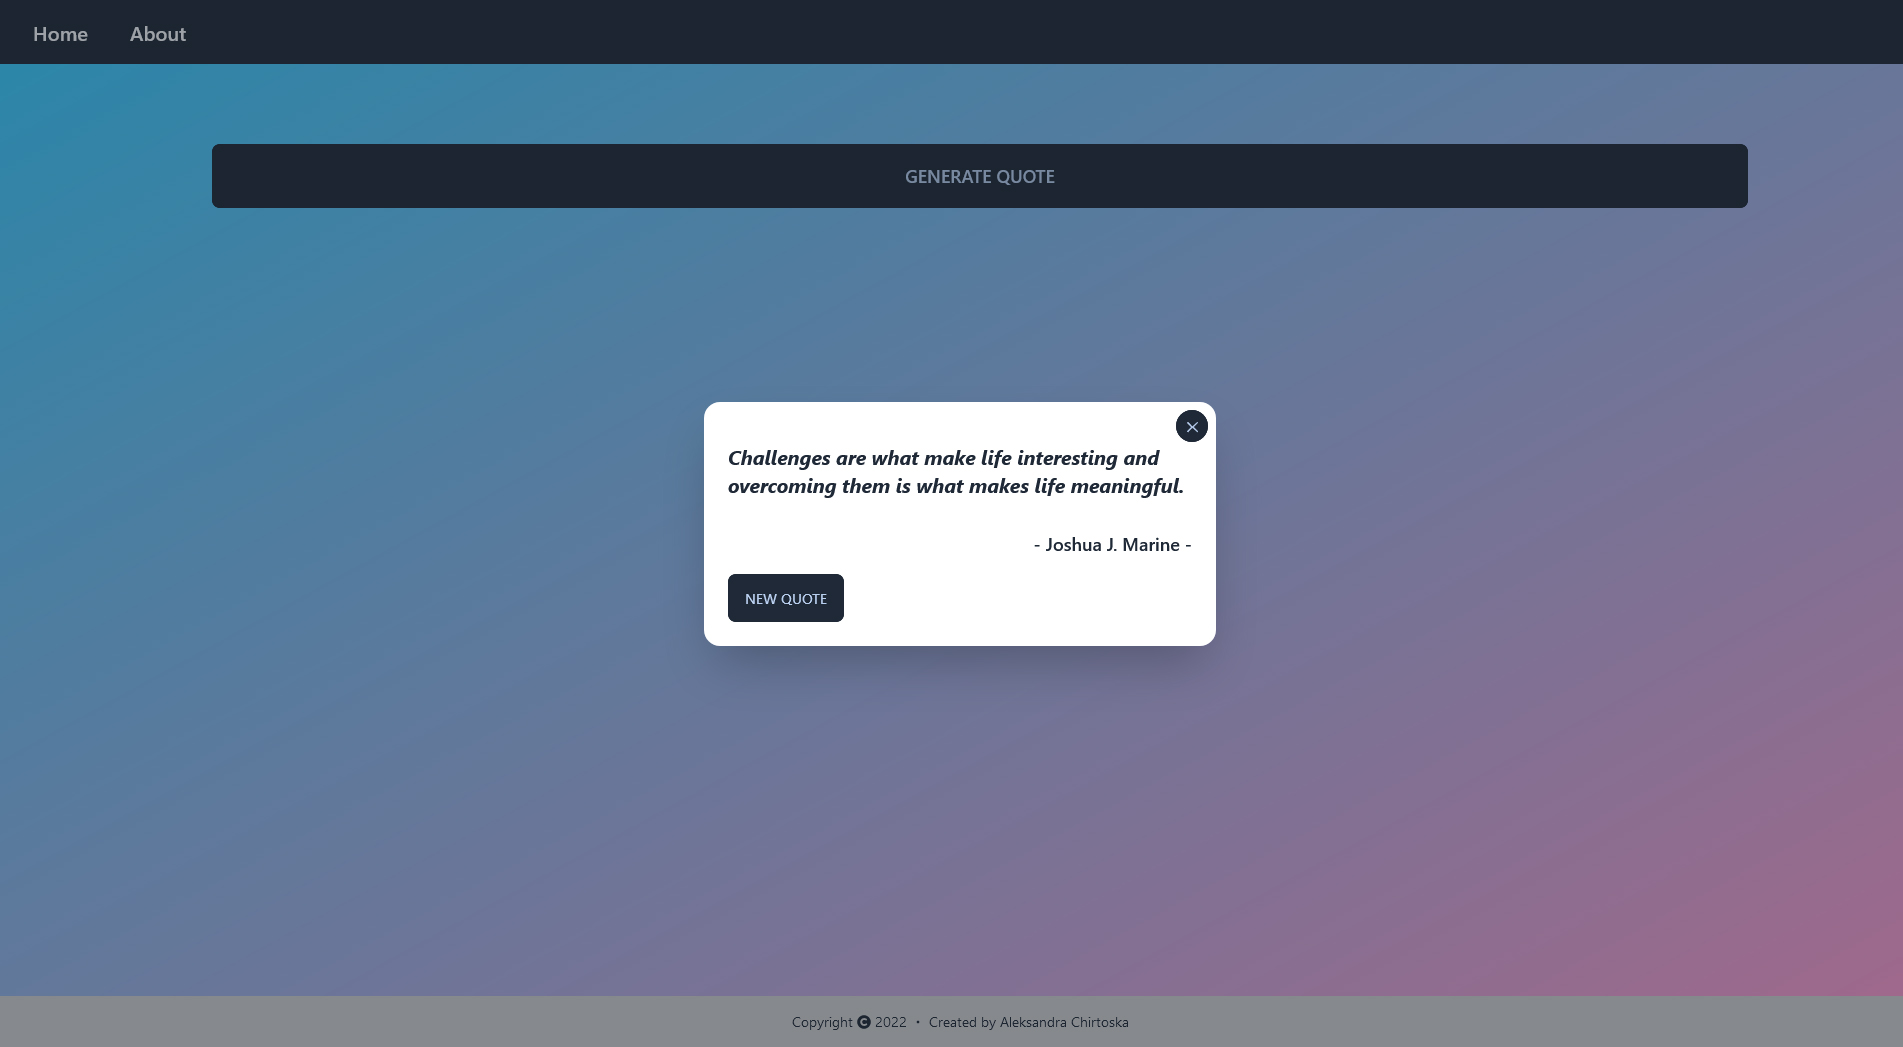 Home About
GENERATE QUOTE
Challenges are what make life interesting and
overcoming them is what makes life meaningful.
- Joshua J. Marine -
NEW QUOTE
Copyright © 2022 • Created by Aleksandra Chirtoska